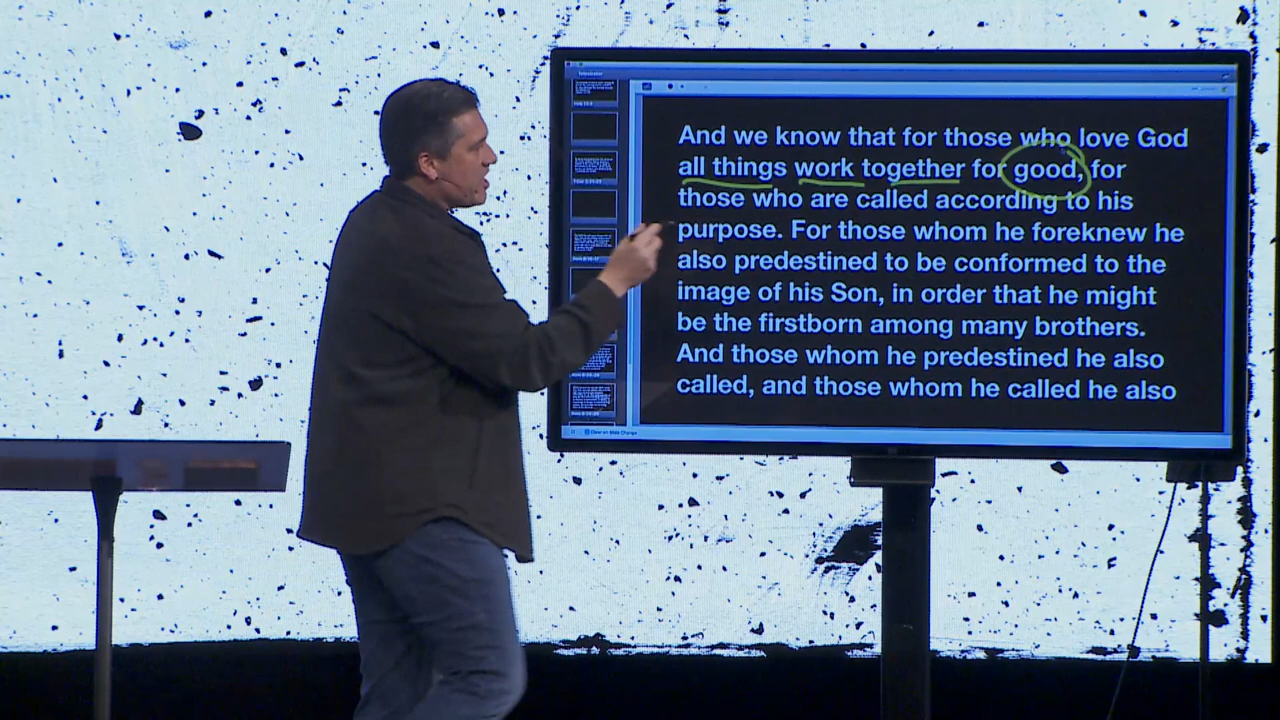 And we know that for those who love God
all things work together for good, for
those who are called according to his
purpose. For those whom he foreknew he
also predestined to be conformed to the
image of his Son, in order that he might
be the firstborn among many brothers.
And those whom he predestined he also
called, and those whom he called he also